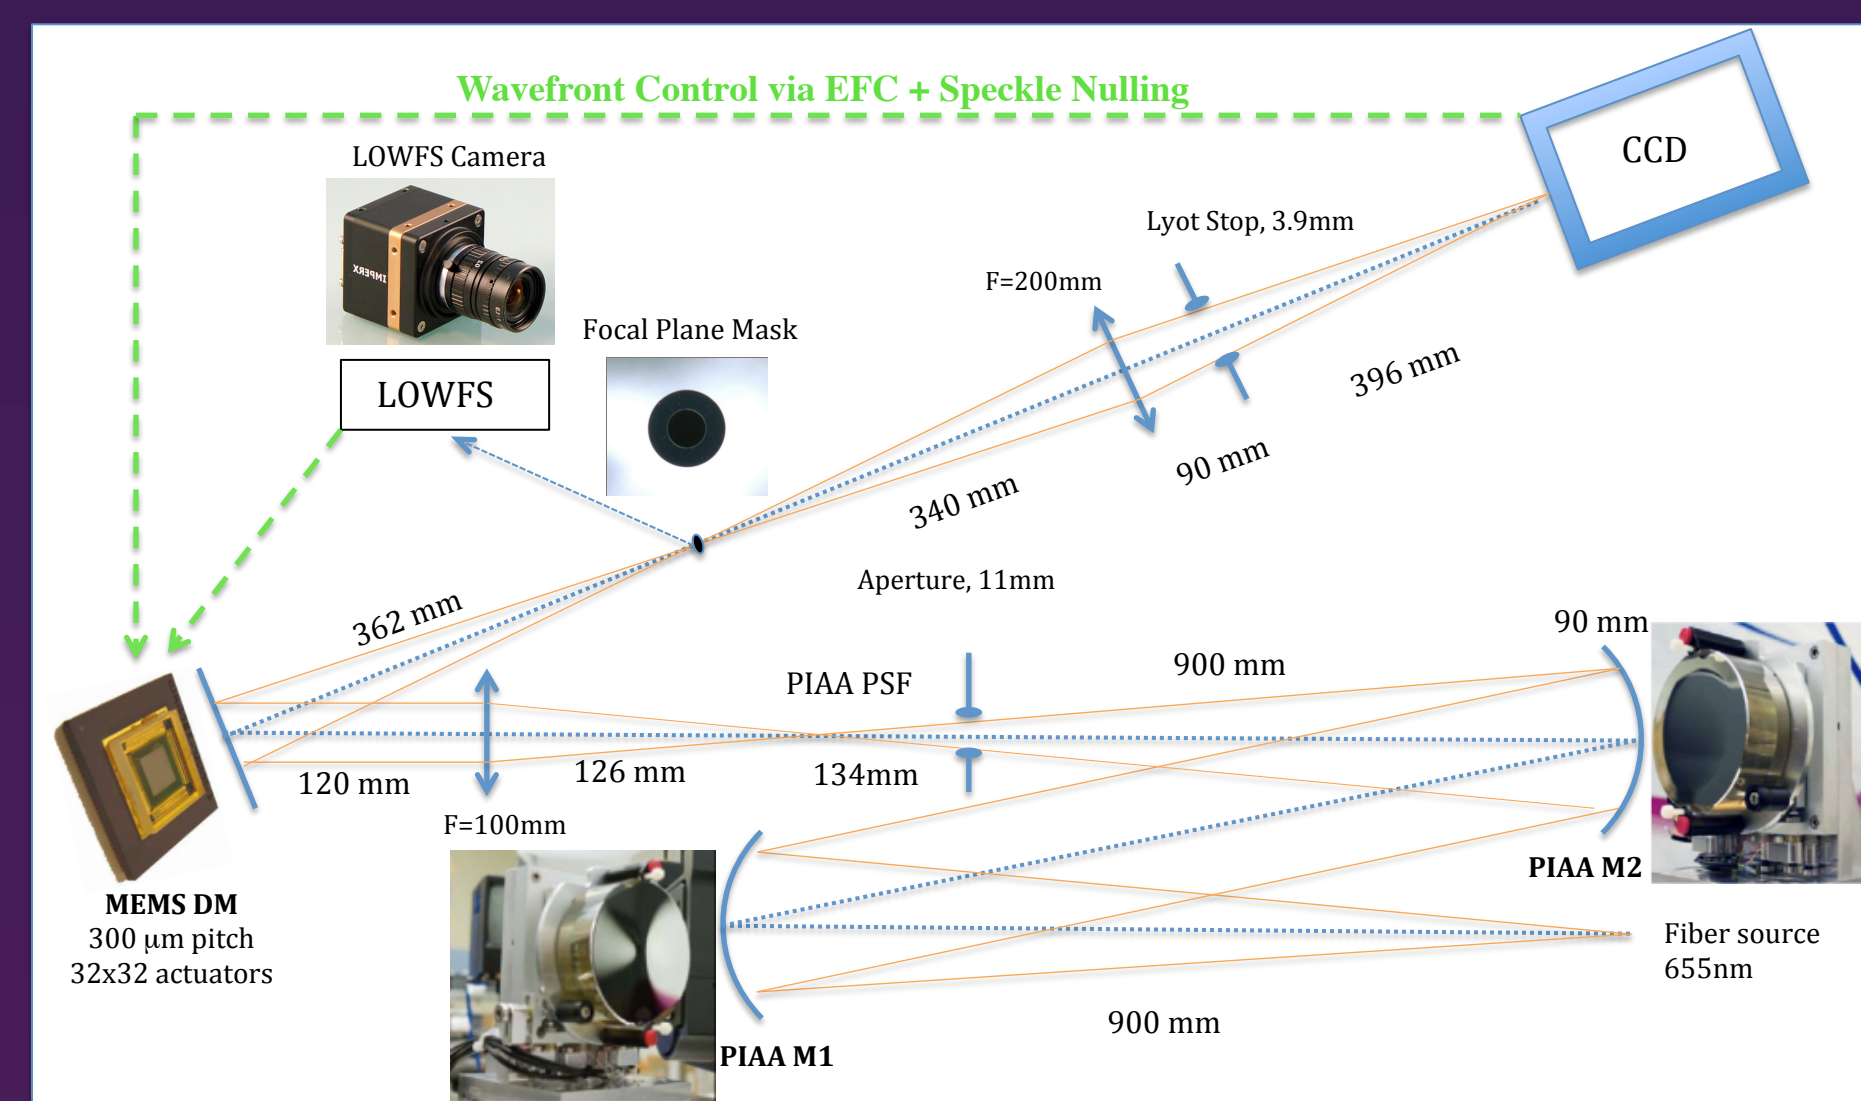 Wavefront Control via EFC + Speckle Nulling
CCD
LOWFS Camera
IMPERX
Lyot Stop, 3.9mm
F=200mm
Focal Plane Mask
LOWFS
396 mm
90 mm
340 mm
Aperture, 11mm
362 mm
90 mm
900 mm
PIAA PSF
120 mm
126 mm
134mm
F=100mm
PIAA M2
MEMS DM
300 μm pitch
32x32 actuators
Fiber source
655nm
900 mm
PIAA M1